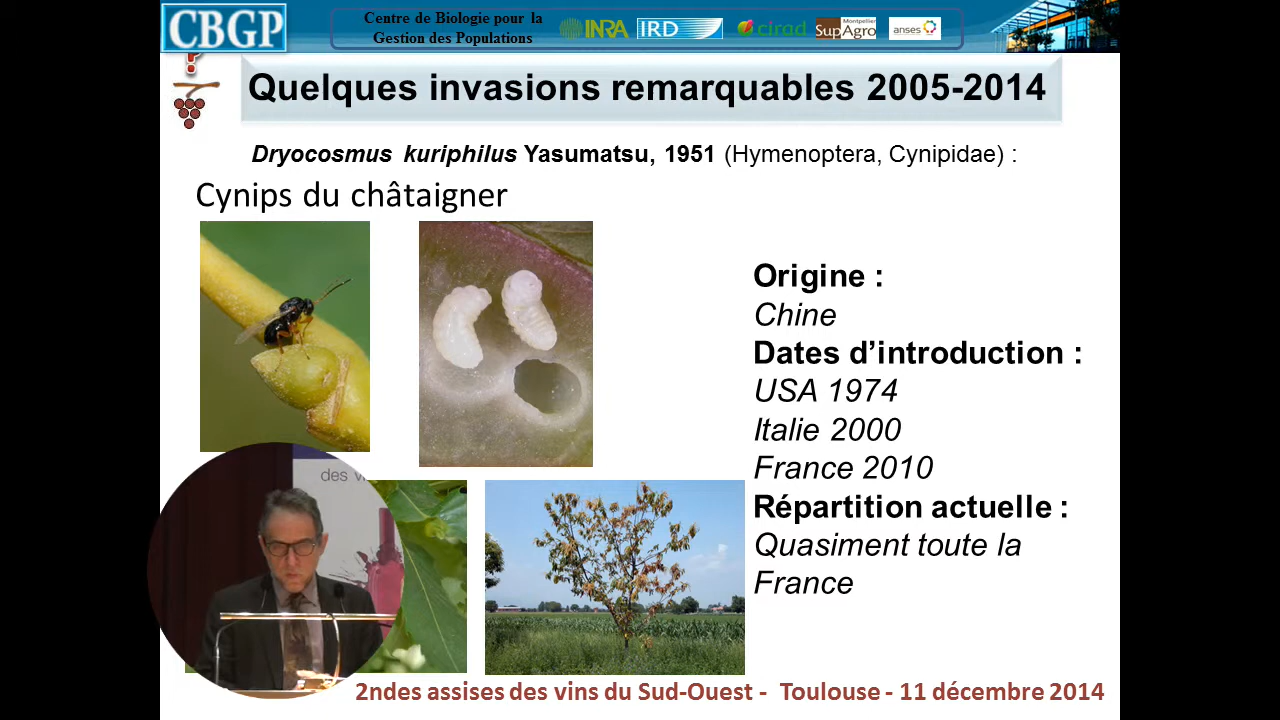 CBGP
Centre de Biologie pour la
Gestion des Populations
INRA
IRD
cirad
Montpellier
SupAgro
anses
?
Quelques invasions remarquables 2005-2014
Dryocosmus kuriphilus Yasumatsu, 1951 (Hymenoptera, Cynipidae) :
Cynips du châtaigner
Origine :
Chine
Dates d’introduction :
USA 1974
Italie 2000
France 2010
Répartition actuelle :
Quasiment toute la
France
des
2ndes assises des vins du Sud-Ouest - Toulouse - 11 décembre 2014